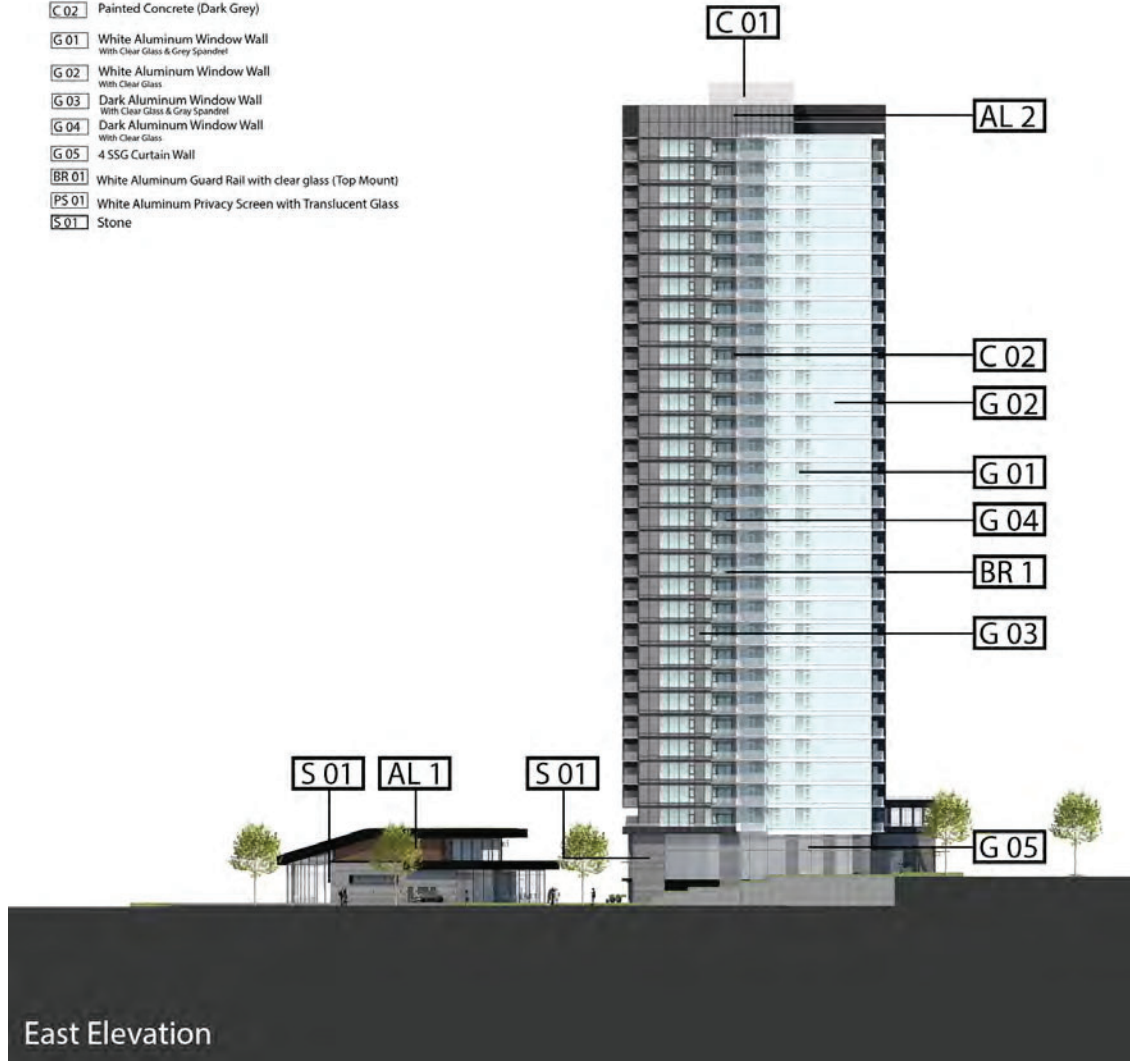 C 02 Painted Concrete (Dark Grey)
G 01 White Aluminum Window Wall
With Clear Glass & Grey Spandrel
G 02 White Aluminum Window Wall
With Clear Glass
G 03 Dark Aluminum Window Wall
With Clear Glass & Gray Spandrel
G 04 Dark Aluminum Window Wall
With Clear Glass
G 05 4 SSG Curtain Wall
BR 01 White Aluminum Guard Rail with clear glass (Top Mount)
PS 01 White Aluminum Privacy Screen with Translucent Glass
S 01 Stone
C 01
AL 2
C 02
G 02
G 01
G 04
BR 1
G 03
S 01 AL 1 S 01
G 05
East Elevation